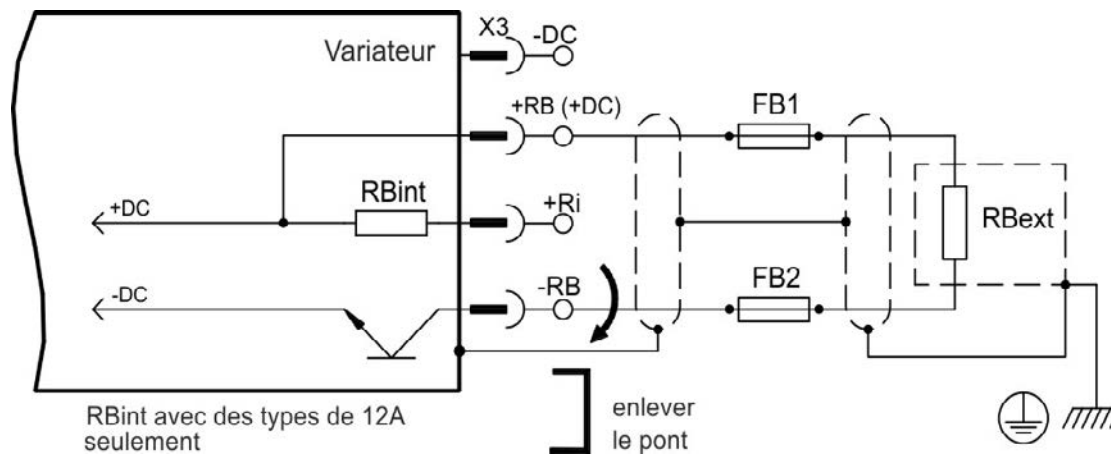 Variateur
X3
-DC
+RB (+DC)
FB1
RBint
+DC
+Ri
RBext
-DC
-RB
FB2
RBint avec des types de 12A
seulement
enlever
le pont